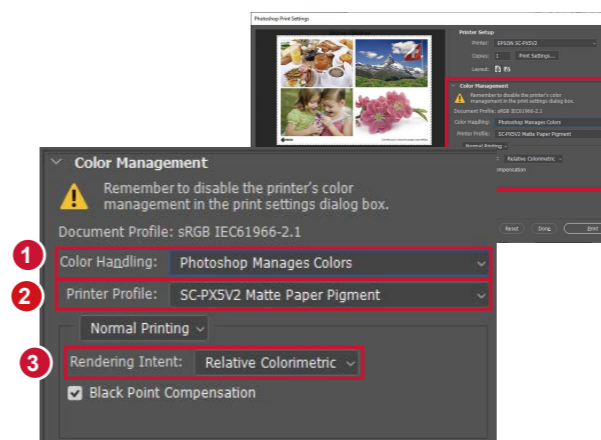 Photoshop Print Settings
Printer Setup
Printer: EPSON SC-PX5V2
Copies: 1 Print Settings...
Layout:
Color Management
Remember to disable the printer's color
management in the print settings dialog box.
Document Profile: sRGB IEC61966-2.1
Color Handling: Photoshop Manages Colors
Printer Profile: SC-PX5V2 Matte Paper Pigment
Normal Printing
Relative Colorimetric
mpensation
Reset Done Print
Color Management
Remember to disable the printer's color
management in the print settings dialog box.
Document Profile: sRGB IEC61966-2.1
1 Color Handling: Photoshop Manages Colors
2 Printer Profile: SC-PX5V2 Matte Paper Pigment
Normal Printing
3 Rendering Intent: Relative Colorimetric
Black Point Compensation